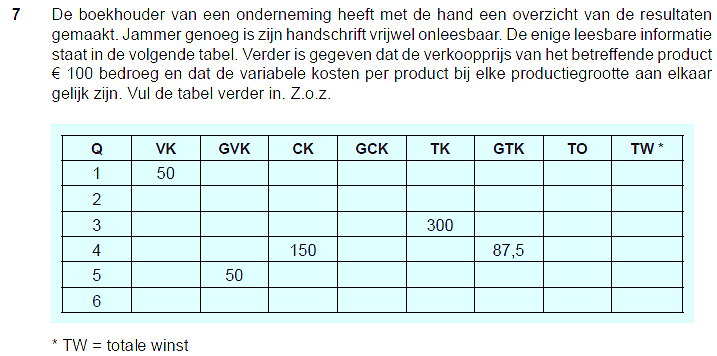 7 De boekhouder van een onderneming heeft met de hand een overzicht van de resultaten
gemaakt. Jammer genoeg is zijn handschrift vrijwel onleesbaar. De enige leesbare informatie
staat in de volgende tabel. Verder is gegeven dat de verkoopprijs van het betreffende product
€ 100 bedroeg en dat de variabele kosten per product bij elke productiegrootte aan elkaar
gelijk zijn. Vul de tabel verder in. Z.o.z.
Q VK GVK CK GCK TK GTK TO TW *
1 50
2
3 300
4 150 87,5
5 50
6
* TW = totale winst